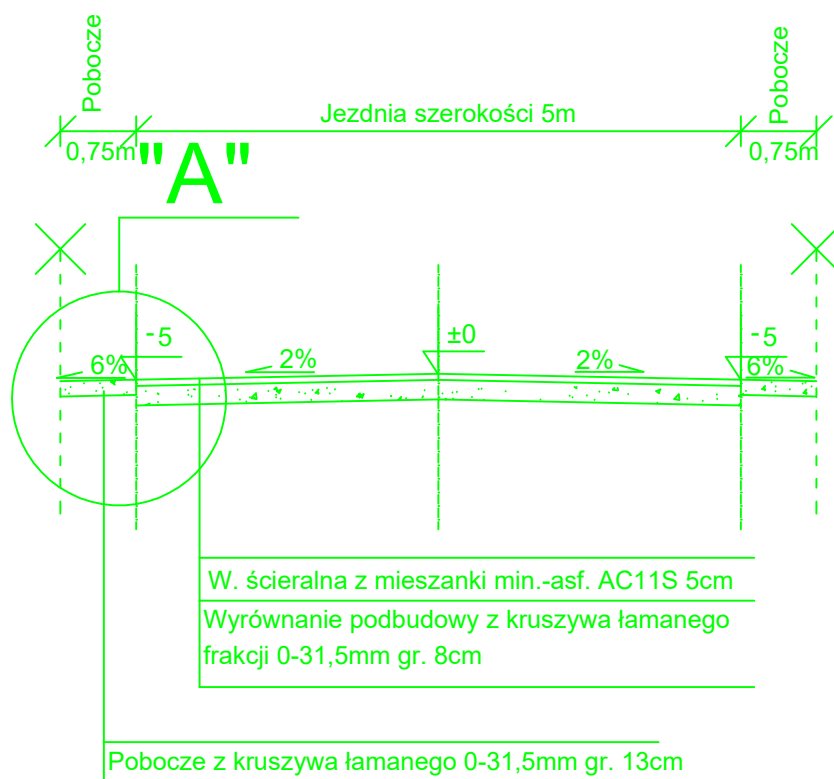 Pobocze
Pobocze
Jezdnia szerokości 5m
0,75m
0,75m
"A"
-5
±0
-5
6%
2%
2%
6%
W. ścieralna z mieszanki min.-asf. AC11S 5cm
Wyrównanie podbudowy z kruszywa łamanego
frakcji 0-31,5mm gr. 8cm
Pobocze z kruszywa łamanego 0-31,5mm gr. 13cm